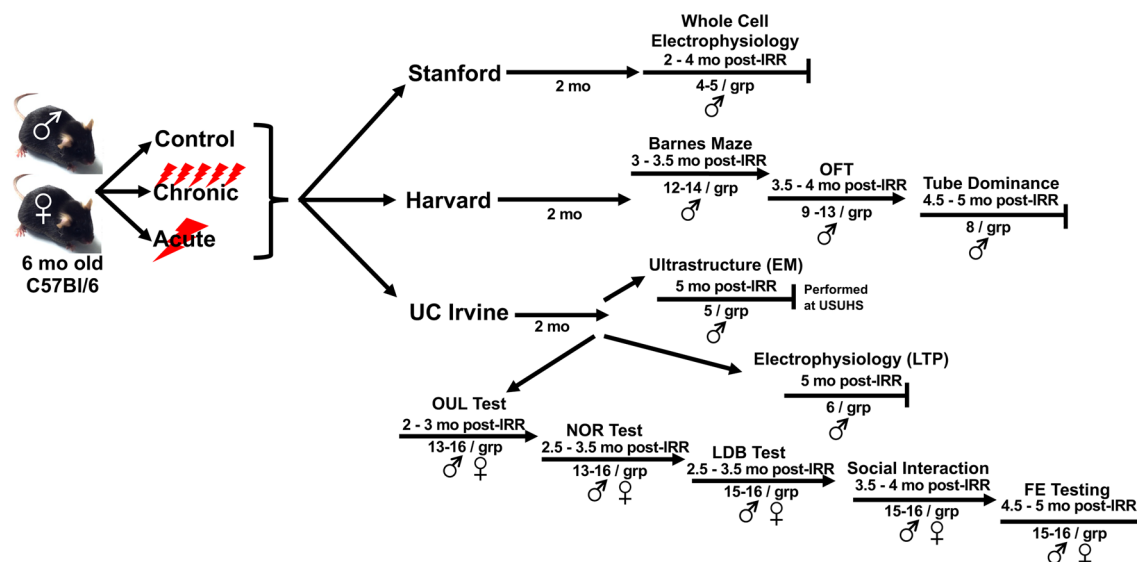 6 mo old
C57Bl/6
Control
Chronic
Acute
Stanford
2 mo
Whole Cell
Electrophysiology
2 - 4 mo post-IRR
4-5 / grp
♂
Harvard
2 mo
Barnes Maze
3 - 3.5 mo post-IRR
12-14 / grp
♂
OFT
3.5 - 4 mo post-IRR
9 -13 / grp
♂
Tube Dominance
4.5 - 5 mo post-IRR
8 / grp
♂
UC Irvine
2 mo
Ultrastructure (EM)
5 mo post-IRR
5 / grp
♂
Performed
at USUHS
Electrophysiology (LTP)
5 mo post-IRR
6 / grp
♂
OUL Test
2 - 3 mo post-IRR
13-16 / grp
♂ ♀
NOR Test
2.5 - 3.5 mo post-IRR
13-16 / grp
♂ ♀
LDB Test
2.5 - 3.5 mo post-IRR
15-16 / grp
♂ ♀
Social Interaction
3.5 - 4 mo post-IRR
15-16 / grp
♂ ♀
FE Testing
4.5 - 5 mo post-IRR
15-16 / grp
♂ ♀